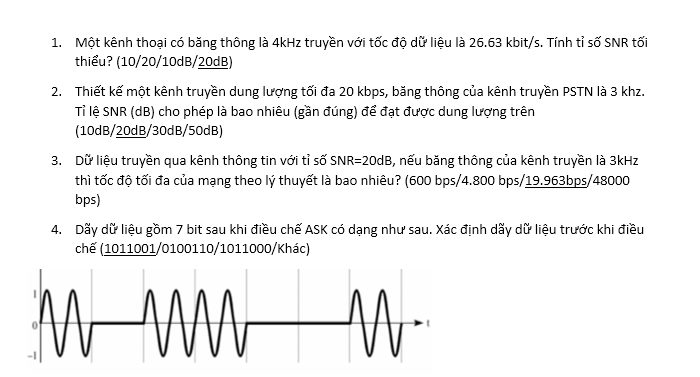 1. Một kênh thoại có băng thông là 4kHz truyền với tốc độ dữ liệu là 26.63 kbit/s. Tính tỉ số SNR tối
thiểu? (10/20/10dB/20dB)
2. Thiết kế một kênh truyền dung lượng tối đa 20 kbps, băng thông của kênh truyền PSTN là 3 khz.
Tỉ lệ SNR (dB) cho phép là bao nhiêu (gần đúng) để đạt được dung lượng trên
(10dB/20dB/30dB/50dB)
3. Dữ liệu truyền qua kênh thông tin với tỉ số SNR=20dB, nếu băng thông của kênh truyền là 3kHz
thì tốc độ tối đa của mạng theo lý thuyết là bao nhiêu? (600 bps/4.800 bps/19.963bps/48000
bps)
4. Dãy dữ liệu gồm 7 bit sau khi điều chế ASK có dạng như sau. Xác định dãy dữ liệu trước khi điều
chế (1011001/0100110/1011000/Khác)
1
0
-1
t